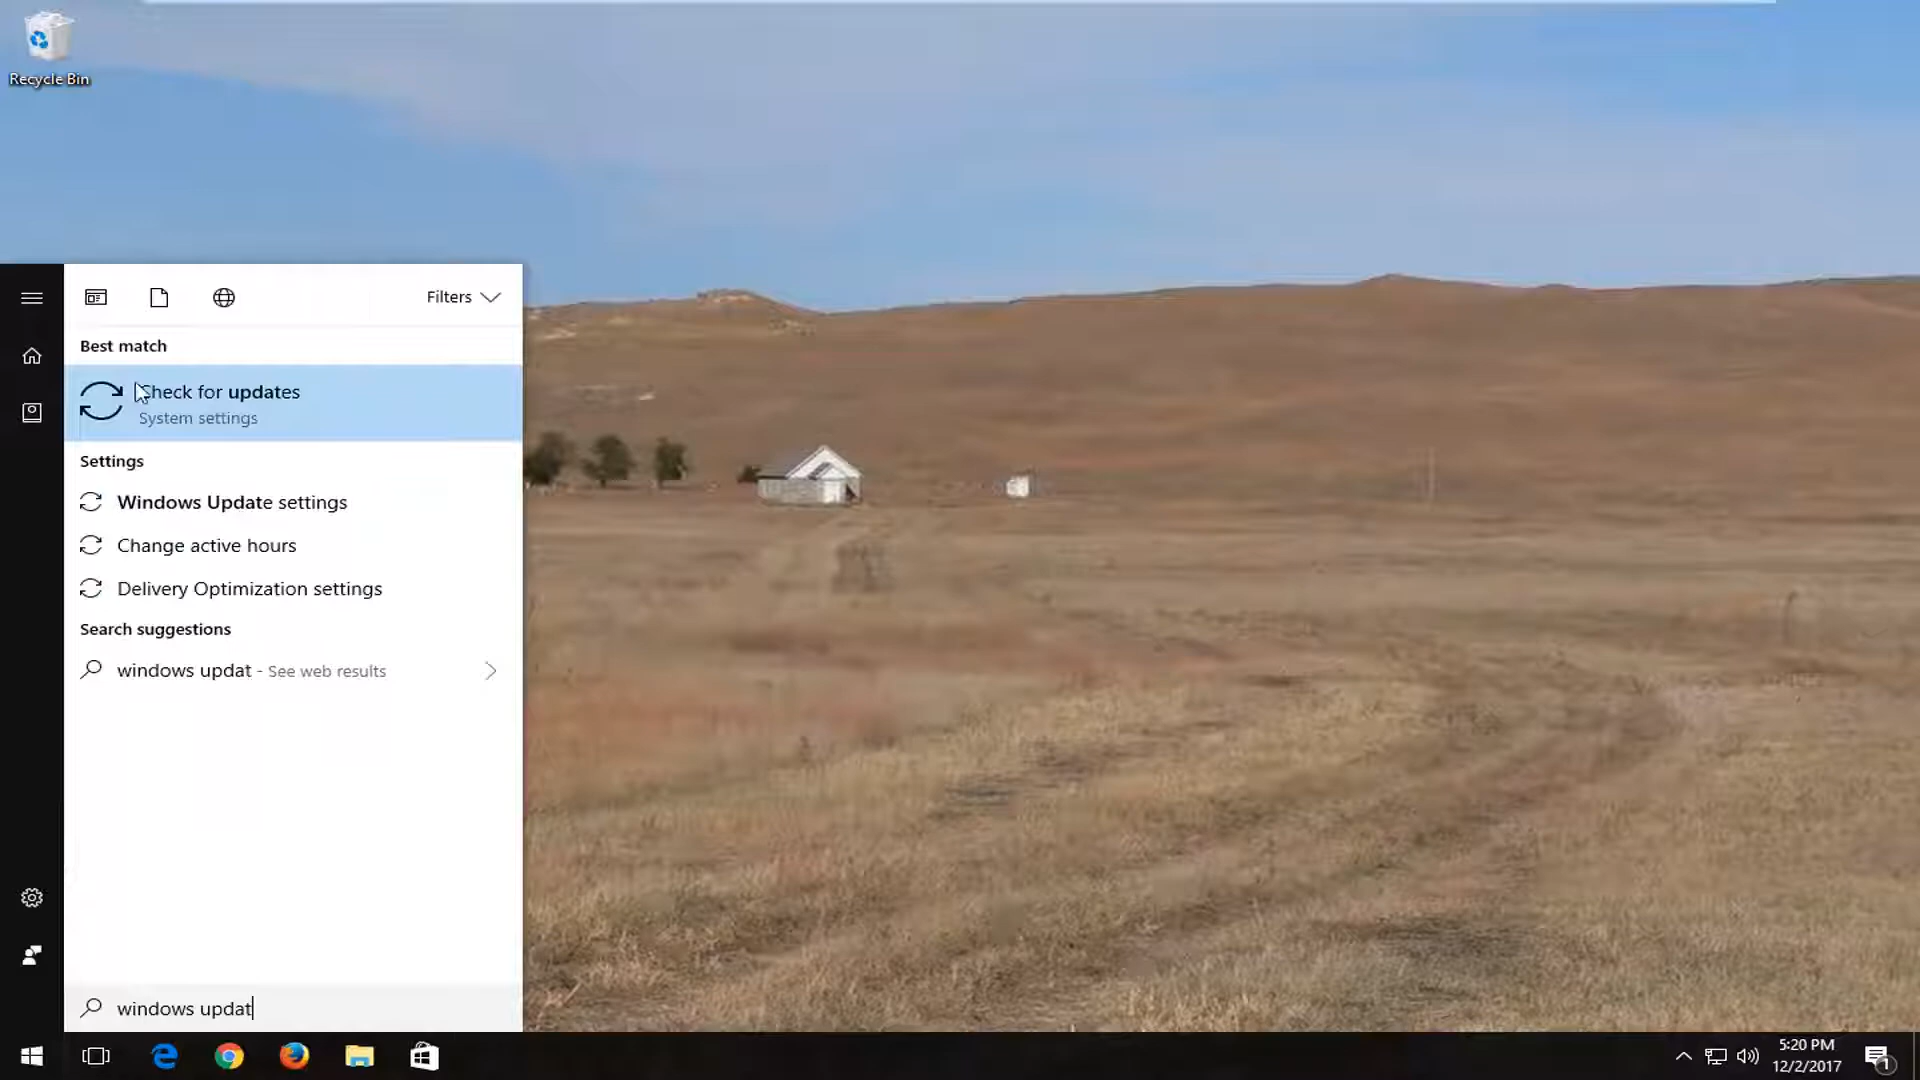 Recycle Bin
Filters
Best match
Check for updates
System settings
Settings
Windows Update settings
Change active hours
Delivery Optimization settings
Search suggestions
windows updat - See web results
windows updat
5:20 PM
12/2/2017
1